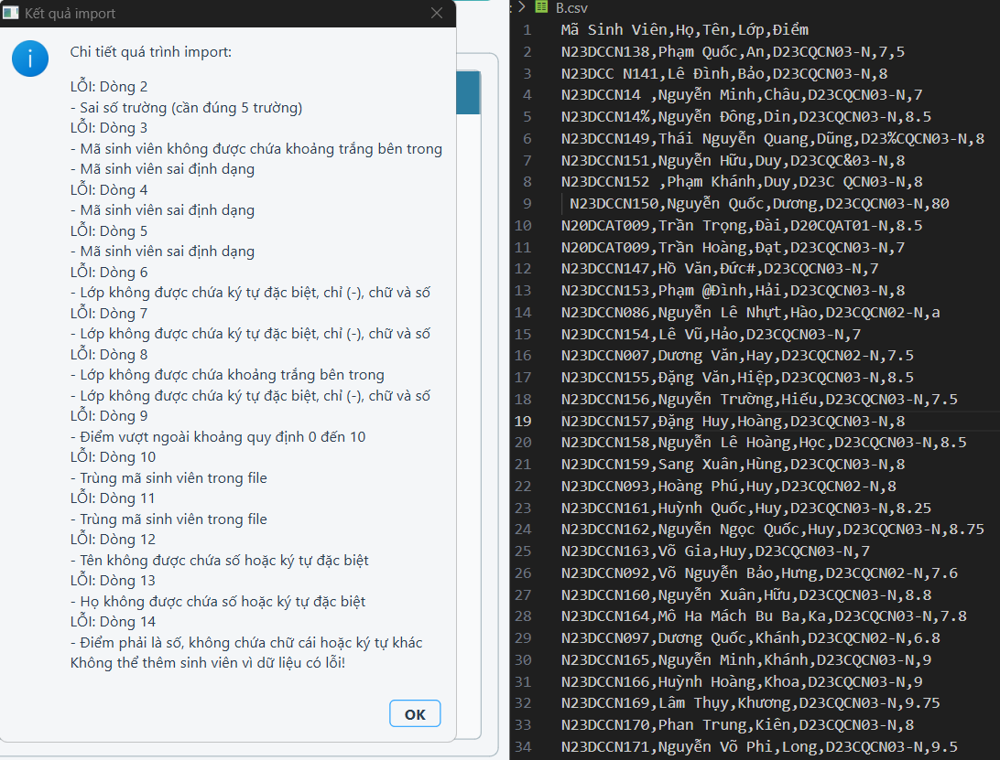 Kết quả import
Chi tiết quá trình import:
LỖI: Dòng 2
- Sai số trường (cần đúng 5 trường)
LỖI: Dòng 3
- Mã sinh viên không được chứa khoảng trắng bên trong
- Mã sinh viên sai định dạng
LỖI: Dòng 4
- Mã sinh viên sai định dạng
LỖI: Dòng 5
- Mã sinh viên sai định dạng
LỖI: Dòng 6
- Lớp không được chứa ký tự đặc biệt, chỉ (-), chữ và số
LỖI: Dòng 7
- Lớp không được chứa ký tự đặc biệt, chỉ (-), chữ và số
LỖI: Dòng 8
- Lớp không được chứa khoảng trắng bên trong
- Lớp không được chứa ký tự đặc biệt, chỉ (-), chữ và số
LỖI: Dòng 9
- Điểm vượt ngoài khoảng quy định 0 đến 10
LỖI: Dòng 10
- Trùng mã sinh viên trong file
LỖI: Dòng 11
- Trùng mã sinh viên trong file
LỖI: Dòng 12
- Tên không được chứa số hoặc ký tự đặc biệt
LỖI: Dòng 13
- Họ không được chứa số hoặc ký tự đặc biệt
LỖI: Dòng 14
- Điểm phải là số, không chứa chữ cái hoặc ký tự khác
Không thể thêm sinh viên vì dữ liệu có lỗi!
OK
B.csv
1 Mã Sinh Viên,Họ,Tên,Lớp,Điểm
2 N23DCCN138,Phạm Quốc,An,D23CQCN03-N,7,5
3 N23DCC N141,Lê Đình,Bảo,D23CQCN03-N,8
4 N23DCCN14 ,Nguyễn Minh,Châu,D23CQCN03-N,7
5 N23DCCN14%,Nguyễn Đông,Din,D23CQCN03-N,8.5
6 N23DCCN149,Thái Nguyễn Quang,Dũng,D23%CQCN03-N,8
7 N23DCCN151,Nguyễn Hữu,Duy,D23CQC&03-N,8
8 N23DCCN152 ,Phạm Khánh,Duy,D23C QCN03-N,8
9 N23DCCN150,Nguyễn Quốc,Dương,D23CQCN03-N,80
10 N20DCAT009,Trần Trọng,Đài,D20CQAT01-N,8.5
11 N20DCAT009,Trần Hoàng,Đạt,D23CQCN03-N,7
12 N23DCCN147,Hồ Văn,Đức#,D23CQCN03-N,7
13 N23DCCN153,Phạm @Đình,Hải,D23CQCN03-N,8
14 N23DCCN086,Nguyễn Lê Nhựt,Hào,D23CQCN02-N,a
15 N23DCCN154,Lê Vũ,Hảo,D23CQCN03-N,7
16 N23DCCN007,Dương Văn,Hay,D23CQCN02-N,7.5
17 N23DCCN155,Đặng Văn,Hiệp,D23CQCN03-N,8.5
18 N23DCCN156,Nguyễn Trường,Hiếu,D23CQCN03-N,7.5
19 N23DCCN157,Đặng Huy,Hoàng,D23CQCN03-N,8
20 N23DCCN158,Nguyễn Lê Hoàng,Học,D23CQCN03-N,8.5
21 N23DCCN159,Sang Xuân,Hùng,D23CQCN03-N,8
22 N23DCCN093,Hoàng Phú,Huy,D23CQCN02-N,8
23 N23DCCN161,Huỳnh Quốc,Huy,D23CQCN03-N,8.25
24 N23DCCN162,Nguyễn Ngọc Quốc,Huy,D23CQCN03-N,8.75
25 N23DCCN163,Võ Gia,Huy,D23CQCN03-N,7
26 N23DCCN092,Võ Nguyễn Bảo,Hưng,D23CQCN02-N,7.6
27 N23DCCN160,Nguyễn Xuân,Hữu,D23CQCN03-N,8.8
28 N23DCCN164,Mô Ha Mách Bu Ba,Ka,D23CQCN03-N,7.8
29 N23DCCN097,Dương Quốc,Khánh,D23CQCN02-N,6.8
30 N23DCCN165,Nguyễn Minh,Khánh,D23CQCN03-N,9
31 N23DCCN166,Huỳnh Hoàng,Khoa,D23CQCN03-N,9
32 N23DCCN169,Lâm Thụy,Khương,D23CQCN03-N,9.75
33 N23DCCN170,Phan Trung,Kiên,D23CQCN03-N,8
34 N23DCCN171,Nguyễn Võ Phi,Long,D23CQCN03-N,9.5